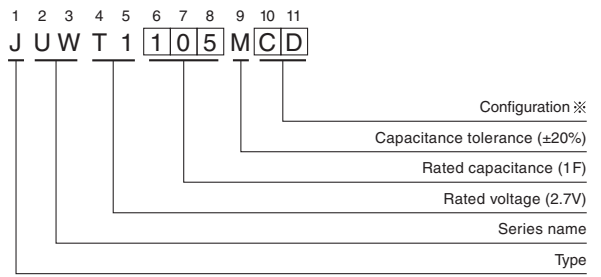 1 2 3 4 5 6 7 8 9 10 11
J U W T 1 1 0 5 M C D
Configuration ※
Capacitance tolerance (±20%)
Rated capacitance (1F)
Rated voltage (2.7V)
Series name
Type